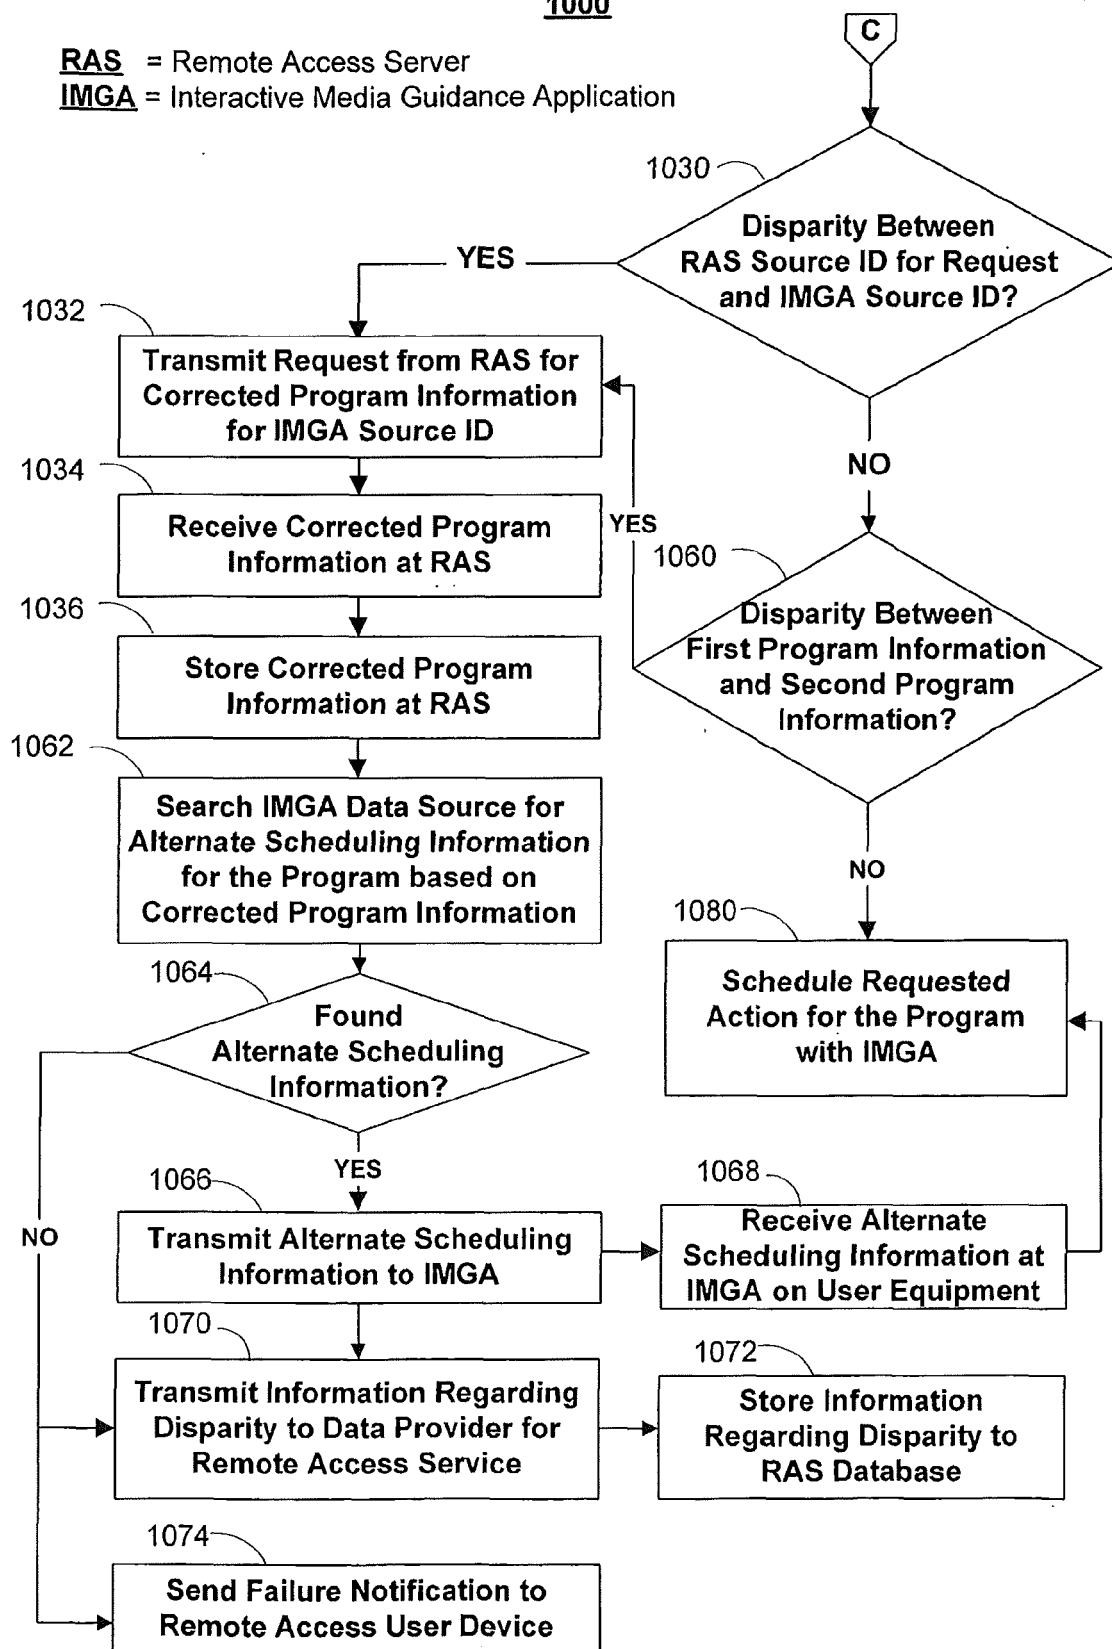 1000
C
RAS = Remote Access Server
IMGA = Interactive Media Guidance Application
1030
Disparity Between
RAS Source ID for Request
and IMGA Source ID?
YES
1032
Transmit Request from RAS for
Corrected Program Information
for IMGA Source ID
NO
1034
Receive Corrected Program
Information at RAS
YES
1060
Disparity Between
First Program Information
and Second Program
Information?
1036
Store Corrected Program
Information at RAS
1062
Search IMGA Data Source for
Alternate Scheduling Information
for the Program based on
Corrected Program Information
NO
1080
Schedule Requested
Action for the Program
with IMGA
1064
Found
Alternate Scheduling
Information?
YES
NO
1066
Transmit Alternate Scheduling
Information to IMGA
1068
Receive Alternate
Scheduling Information at
IMGA on User Equipment
1070
Transmit Information Regarding
Disparity to Data Provider for
Remote Access Service
1072
Store Information
Regarding Disparity to
RAS Database
1074
Send Failure Notification to
Remote Access User Device